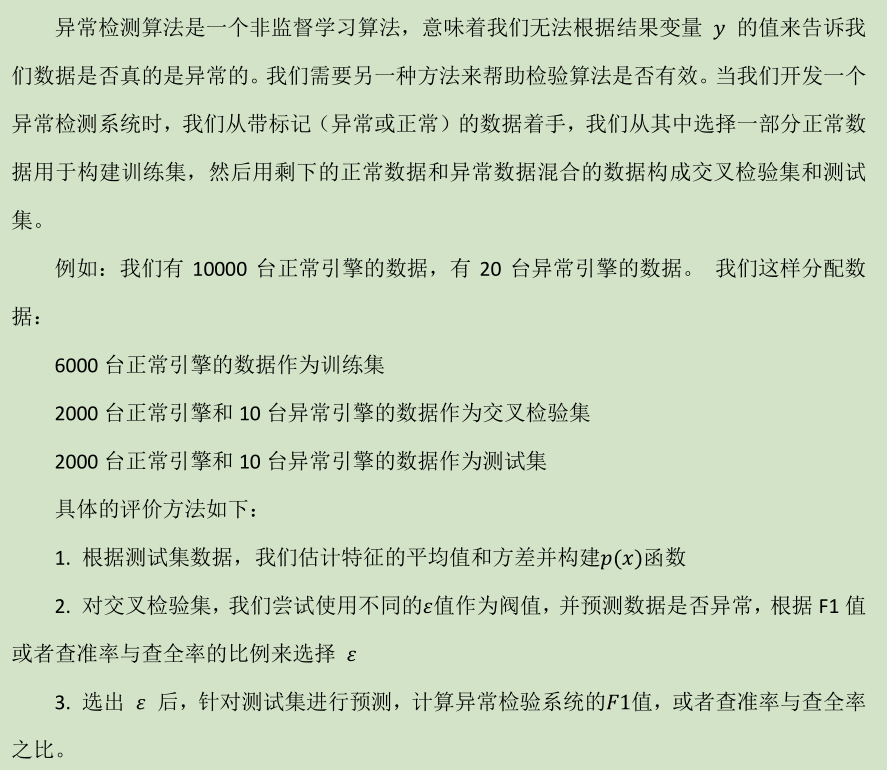 异常检测算法是一个非监督学习算法，意味着我们无法根据结果变量 y 的值来告诉我
们数据是否真的是异常的。我们需要另一种方法来帮助检验算法是否有效。当我们开发一个
异常检测系统时，我们从带标记（异常或正常）的数据着手，我们从其中选择一部分正常数
据用于构建训练集，然后用剩下的正常数据和异常数据混合的数据构成交叉检验集和测试
集。
例如：我们有 10000 台正常引擎的数据，有 20 台异常引擎的数据。 我们这样分配数
据：
6000 台正常引擎的数据作为训练集
2000 台正常引擎和 10 台异常引擎的数据作为交叉检验集
2000 台正常引擎和 10 台异常引擎的数据作为测试集
具体的评价方法如下：
1. 根据测试集数据，我们估计特征的平均值和方差并构建p(x)函数
2. 对交叉检验集，我们尝试使用不同的ε值作为阀值，并预测数据是否异常，根据 F1 值
或者查准率与查全率的比例来选择 ε
3. 选出 ε 后，针对测试集进行预测，计算异常检验系统的F1值，或者查准率与查全率
之比。